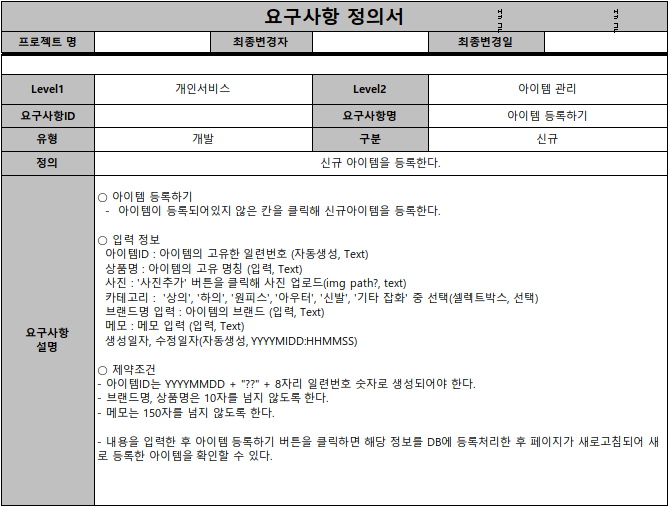 요구사항 정의서
프로젝트 명 최종변경자 최종변경일
Level1 개인서비스 Level2 아이템 관리
요구사항ID 요구사항명 아이템 등록하기
유형 개발 구분 신규
정의 신규 아이템을 등록한다.
요구사항
설명
○ 아이템 등록하기
- 아이템이 등록되어있지 않은 칸을 클릭해 신규아이템을 등록한다.
○ 입력 정보
아이템ID : 아이템의 고유한 일련번호 (자동생성, Text)
상품명 : 아이템의 고유 명칭 (입력, Text)
사진 : '사진추가' 버튼을 클릭해 사진 업로드(img path?, text)
카테고리 : '상의', '하의', '원피스', '아우터', '신발', '기타 잡화' 중 선택(셀렉트박스, 선택)
브랜드명 입력 : 아이템의 브랜드 (입력, Text)
메모 : 메모 입력 (입력, Text)
생성일자, 수정일자(자동생성, YYYYMIDD:HHMMSS)
○ 제약조건
- 아이템ID는 YYYYMMDD + "??" + 8자리 일련번호 숫자로 생성되어야 한다.
- 브랜드명, 상품명은 10자를 넘지 않도록 한다.
- 메모는 150자를 넘지 않도록 한다.
- 내용을 입력한 후 아이템 등록하기 버튼을 클릭하면 해당 정보를 DB에 등록처리한 후 페이지가 새로고침되어 새
로 등록한 아이템을 확인할 수 있다.